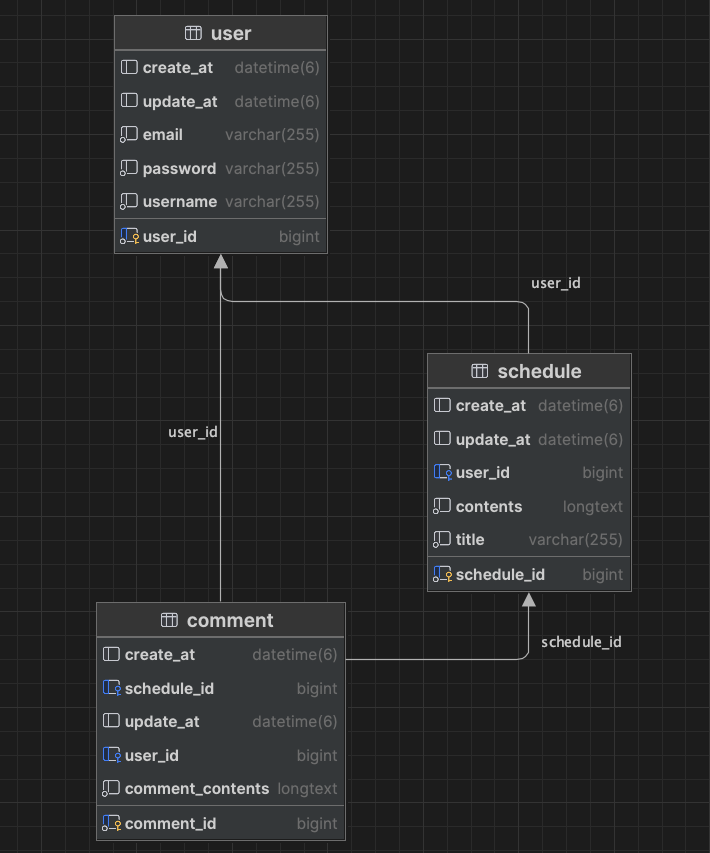 user
create_at datetime(6)
update_at datetime(6)
email varchar(255)
password varchar(255)
username varchar(255)
user_id bigint
user_id
schedule
create_at datetime(6)
update_at datetime(6)
user_id bigint
contents longtext
title varchar(255)
schedule_id bigint
user_id
comment
create_at datetime(6)
schedule_id bigint
update_at datetime(6)
user_id bigint
comment_contents longtext
comment_id bigint
schedule_id